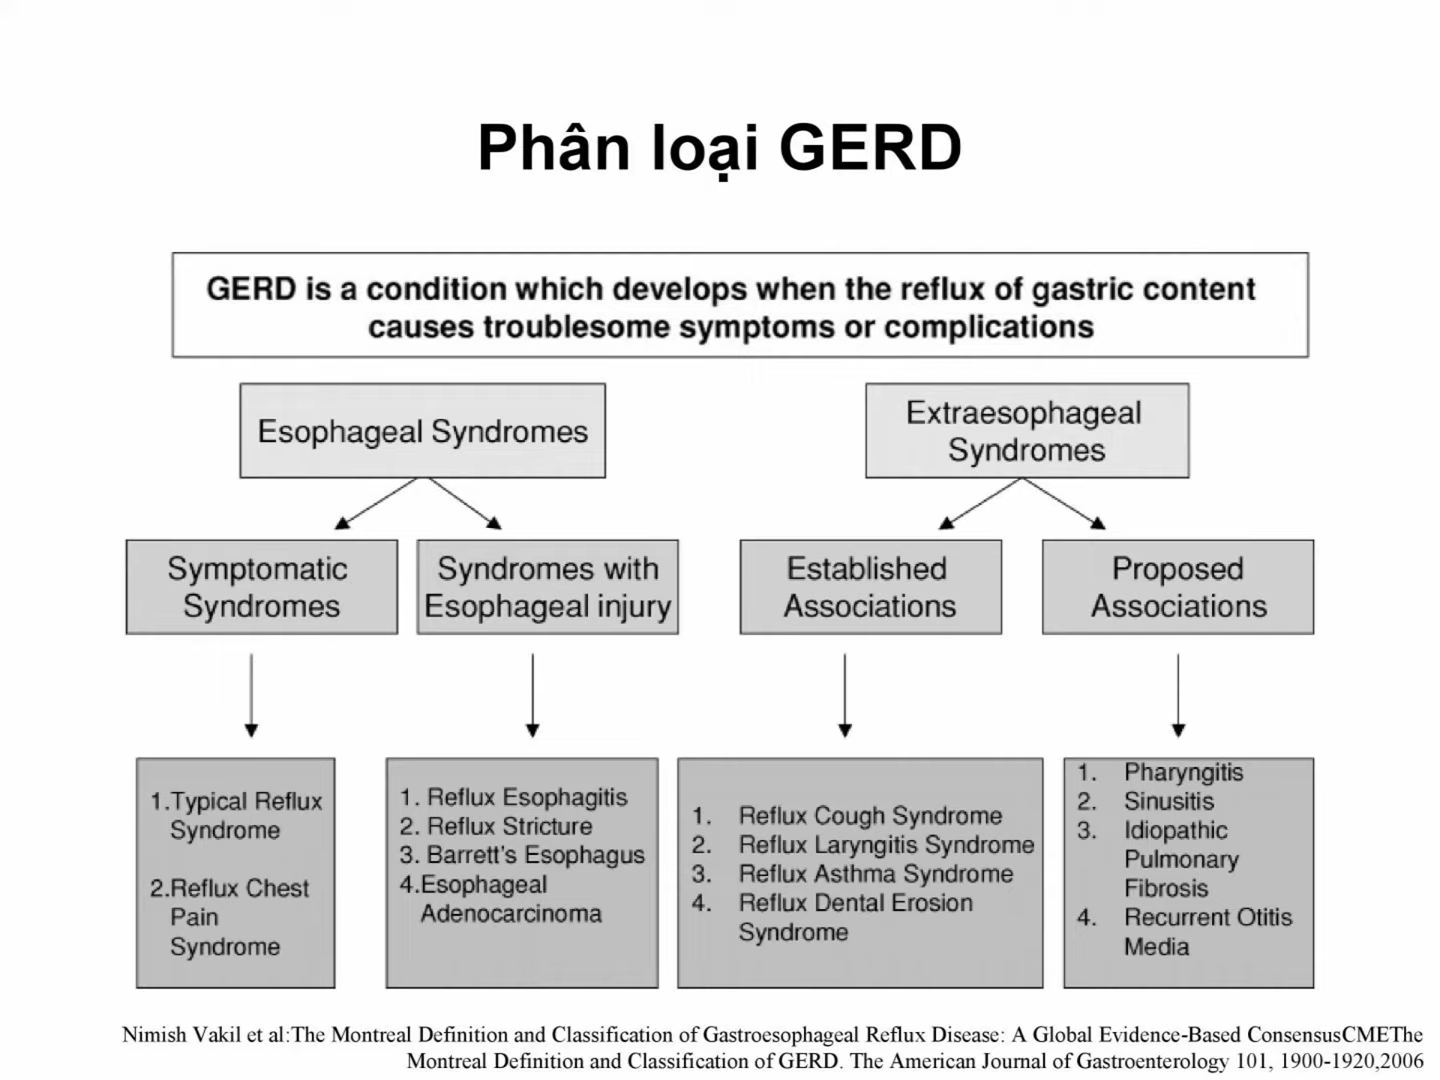 Phân loại GERD
GERD is a condition which develops when the reflux of gastric content
causes troublesome symptoms or complications
Esophageal Syndromes
Extraesophageal
Syndromes
Symptomatic
Syndromes
Syndromes with
Esophageal injury
Established
Associations
Proposed
Associations
1.Typical Reflux
Syndrome
2.Reflux Chest
Pain
Syndrome
1. Reflux Esophagitis
2. Reflux Stricture
3. Barrett's Esophagus
4.Esophageal
Adenocarcinoma
1. Reflux Cough Syndrome
2. Reflux Laryngitis Syndrome
3. Reflux Asthma Syndrome
4. Reflux Dental Erosion
Syndrome
1. Pharyngitis
2. Sinusitis
3. Idiopathic
Pulmonary
Fibrosis
4. Recurrent Otitis
Media
Nimish Vakil et al:The Montreal Definition and Classification of Gastroesophageal Reflux Disease: A Global Evidence-Based ConsensusCMEThe
Montreal Definition and Classification of GERD. The American Journal of Gastroenterology 101, 1900-1920,2006